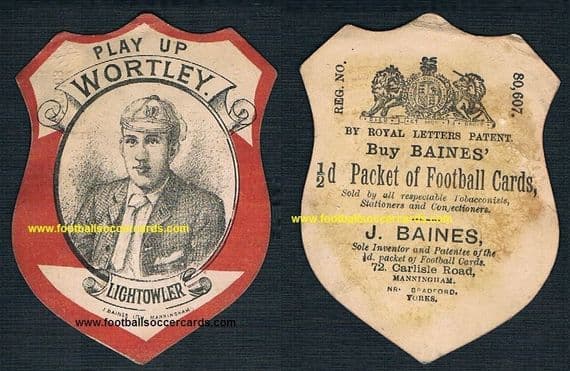 PLAY UP
WORTLEY.
www.footballsoccercards.com
LIGHTOWLER
J. BAINES MANNINGHAM
www.footballsoccercards.com
REG. NO.
80,607.
BY ROYAL LETTERS PATENT.
Buy BAINES'
½d Packet of Football Cards,
Sold by all respectable Tobacconists,
Stationers and Confectioners.
www.footballsoccercards.com
J. BAINES,
Sole Inventor and Patentee of the
½d. packet of Football Cards.
72. Carlisle Road,
MANNINGHAM.
NR. BRADFORD.
YORKS.